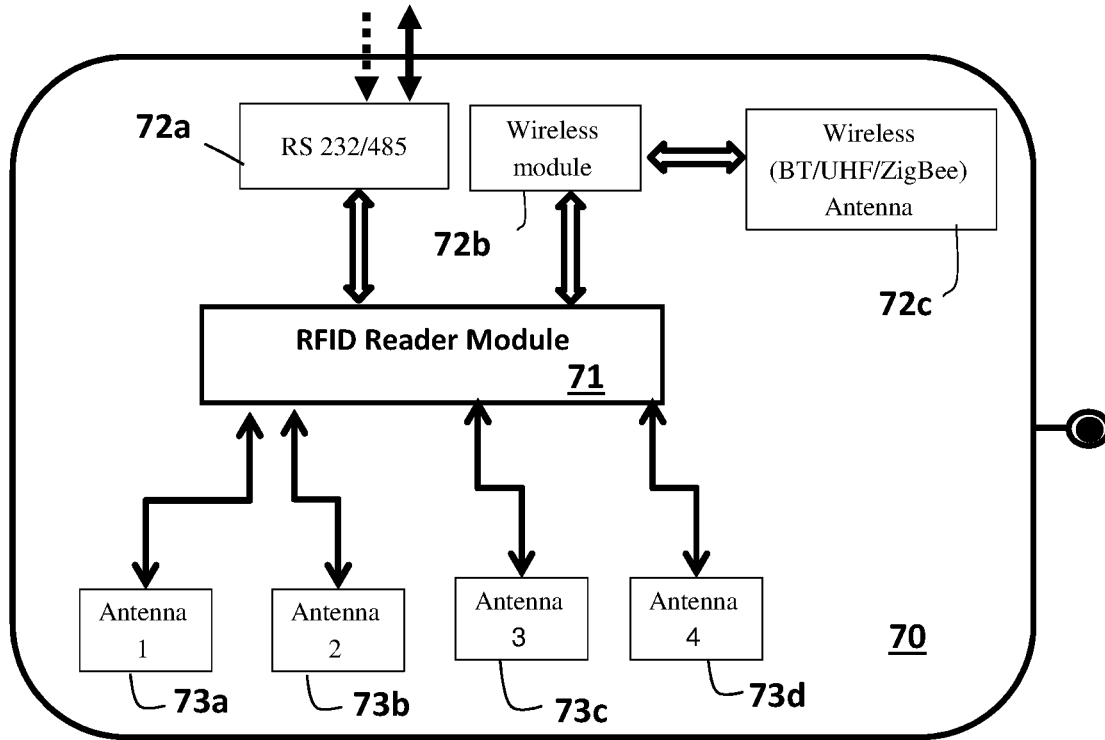 72a
RS 232/485
Wireless
module
72b
Wireless
(BT/UHF/ZigBee)
Antenna
72c
RFID Reader Module
71
Antenna
1
73a
Antenna
2
73b
Antenna
3
73c
Antenna
4
73d
70